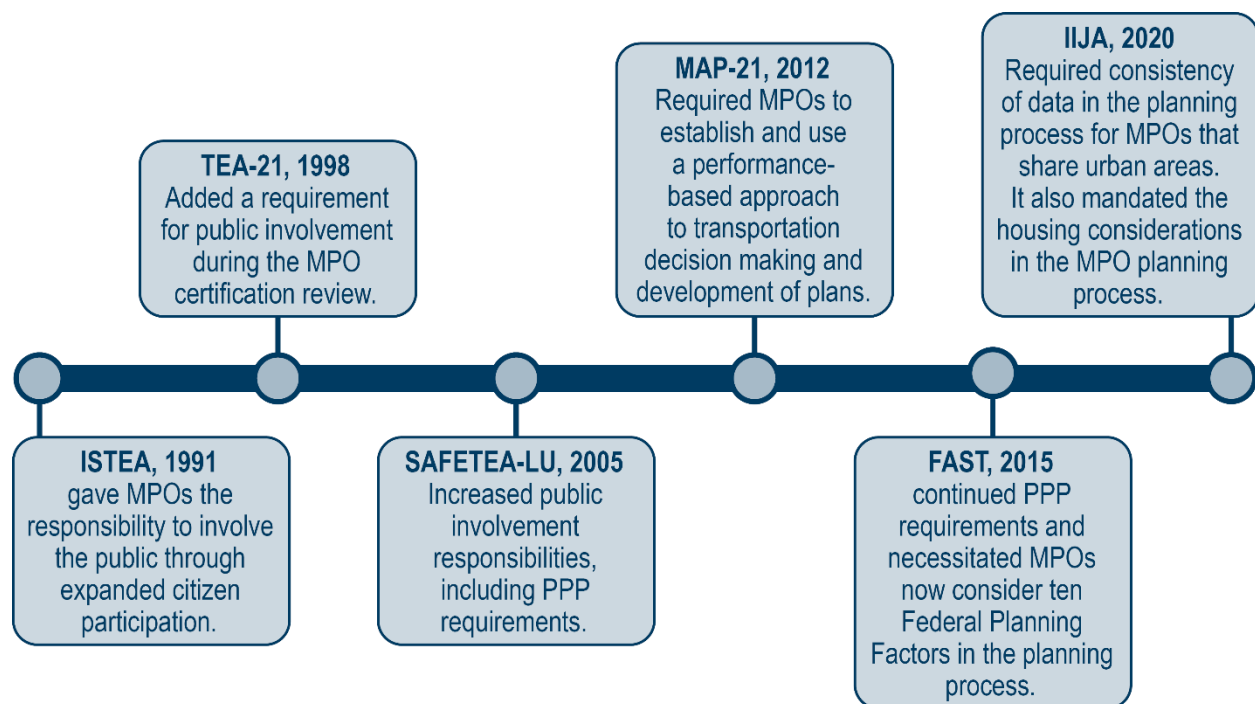 ISTEA, 1991
gave MPOs the
responsibility to involve
the public through
expanded citizen
participation.
TEA-21, 1998
Added a requirement
for public involvement
during the MPO
certification review.
SAFETEA-LU, 2005
Increased public
involvement
responsibilities,
including PPP
requirements.
MAP-21, 2012
Required MPOs to
establish and use
a performance-
based approach
to transportation
decision making and
development of plans.
FAST, 2015
continued PPP
requirements and
necessitated MPOs
now consider ten
Federal Planning
Factors in the planning
process.
IIJA, 2020
Required consistency
of data in the planning
process for MPOs that
share urban areas.
It also mandated the
housing considerations
in the MPO planning
process.